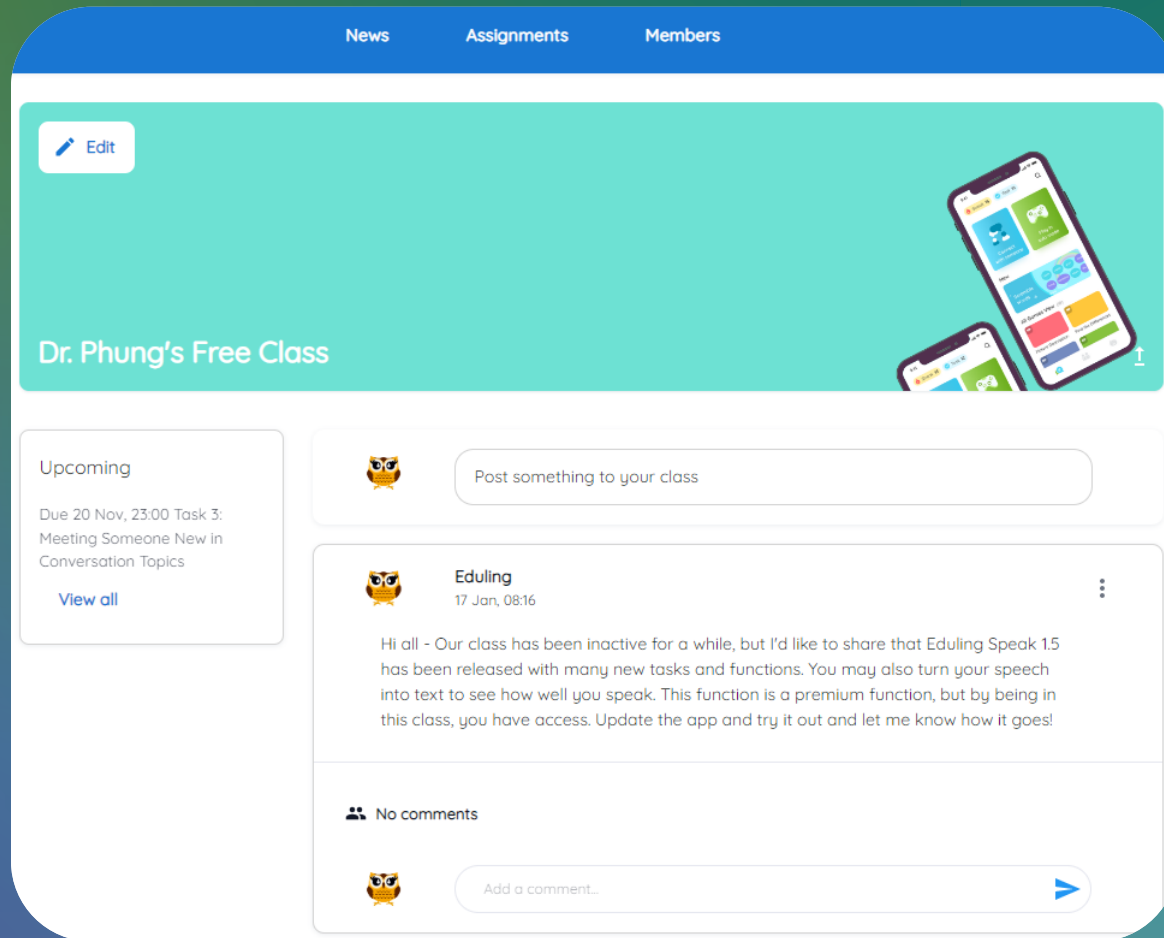 News Assignments Members
Edit
Dr. Phung's Free Class
Upcoming
Due 20 Nov, 23:00 Task 3:
Meeting Someone New in
Conversation Topics
View all
Post something to your class
Eduling
17 Jan, 08:16
Hi all - Our class has been inactive for a while, but I'd like to share that Eduling Speak 1.5
has been released with many new tasks and functions. You may also turn your speech
into text to see how well you speak. This function is a premium function, but by being in
this class, you have access. Update the app and try it out and let me know how it goes!
No comments
Add a comment...